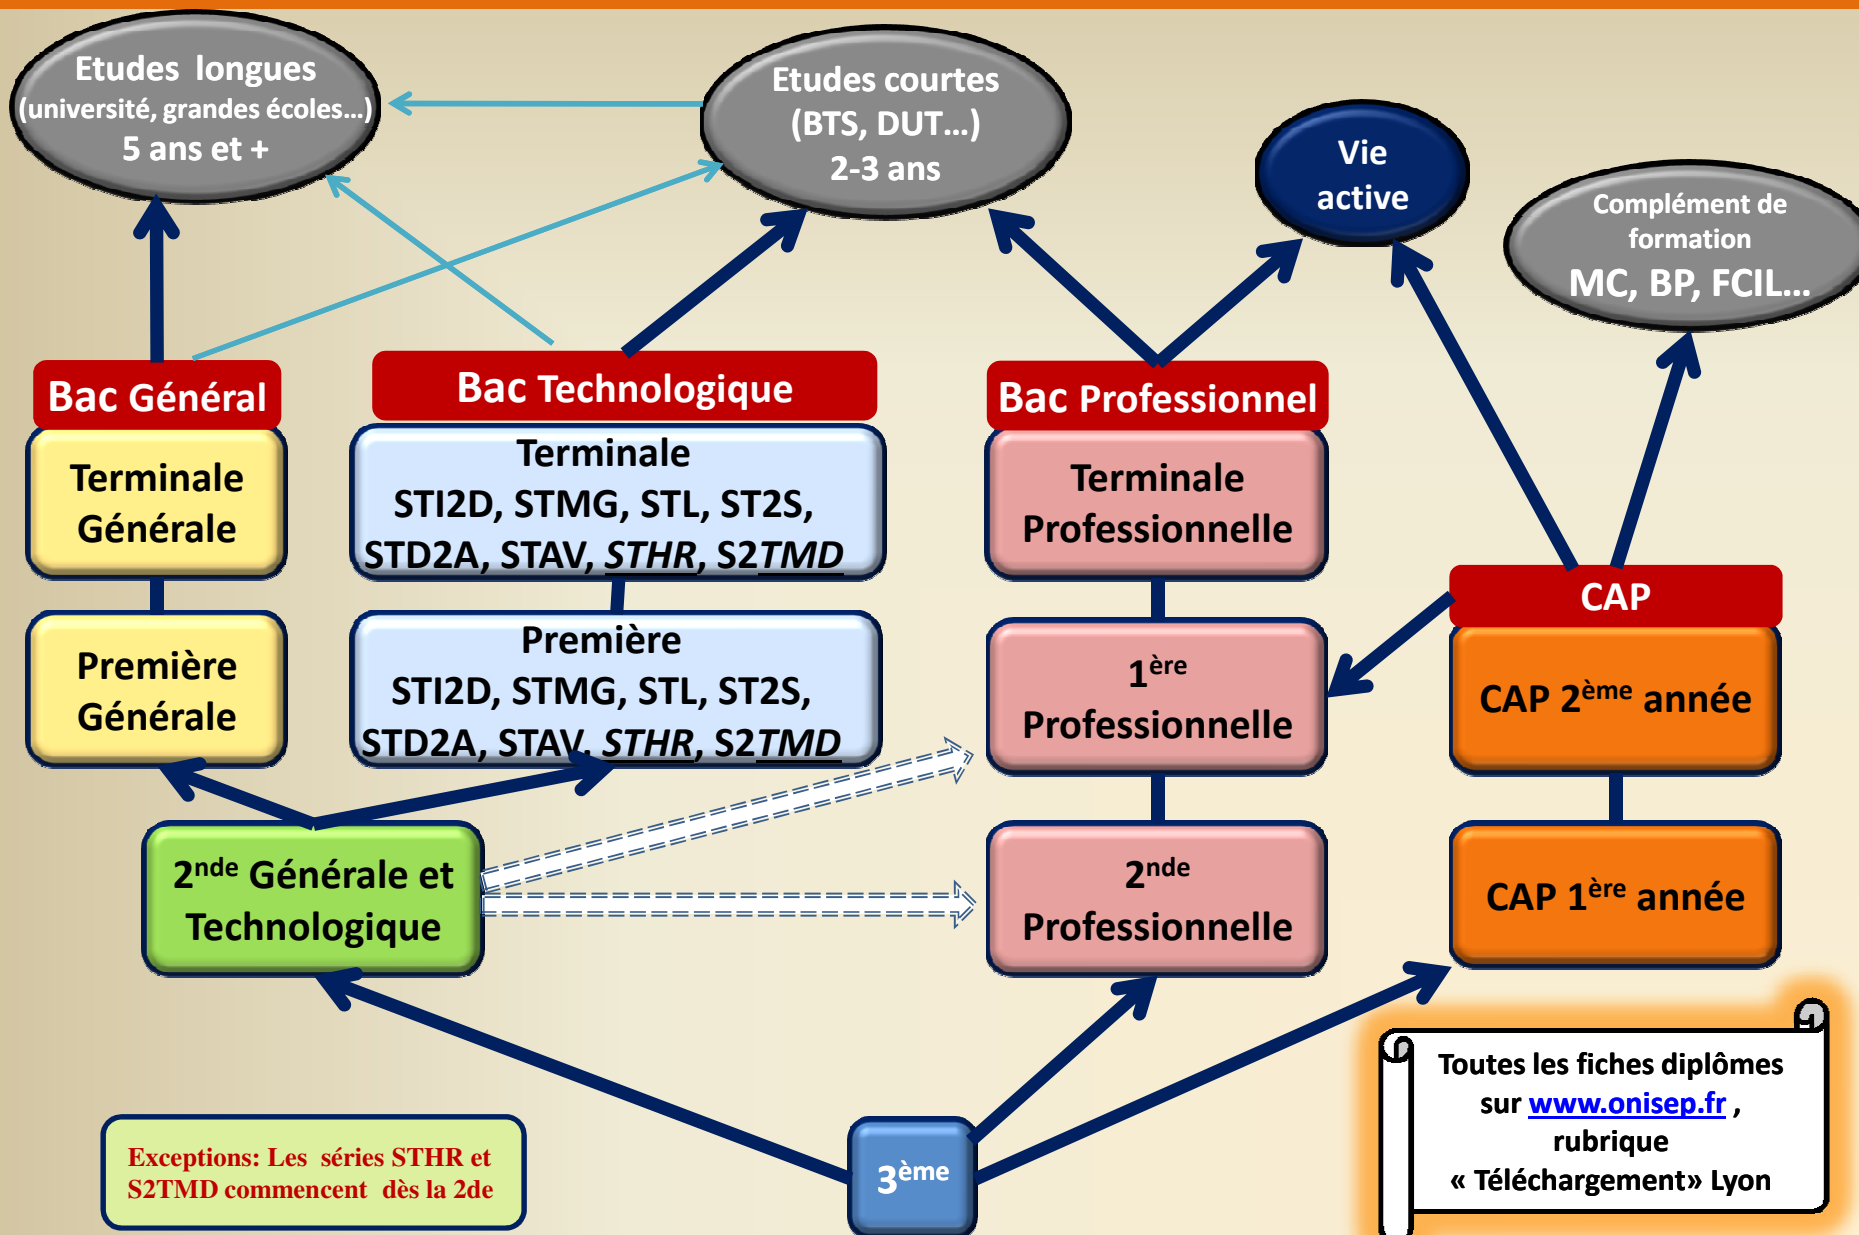 Etudes longues
(université, grandes écoles...)
5 ans et +
Etudes courtes
(BTS, DUT...)
2-3 ans
Vie
active
Complément de
formation
MC, BP, FCIL...
Bac Général
Terminale
Générale
Première
Générale
Bac Technologique
Terminale
STI2D, STMG, STL, ST2S,
STD2A, STAV, STHR, S2TMD
Première
STI2D, STMG, STL, ST2S,
STD2A, STAV, STHR, S2TMD
Bac Professionnel
Terminale
Professionnelle
1ère
Professionnelle
2nde
Professionnelle
CAP
CAP 2ème année
CAP 1ère année
2nde Générale et
Technologique
3ème
Exceptions: Les séries STHR et
S2TMD commencent dès la 2de
Toutes les fiches diplômes
sur www.onisep.fr ,
rubrique
« Téléchargement» Lyon